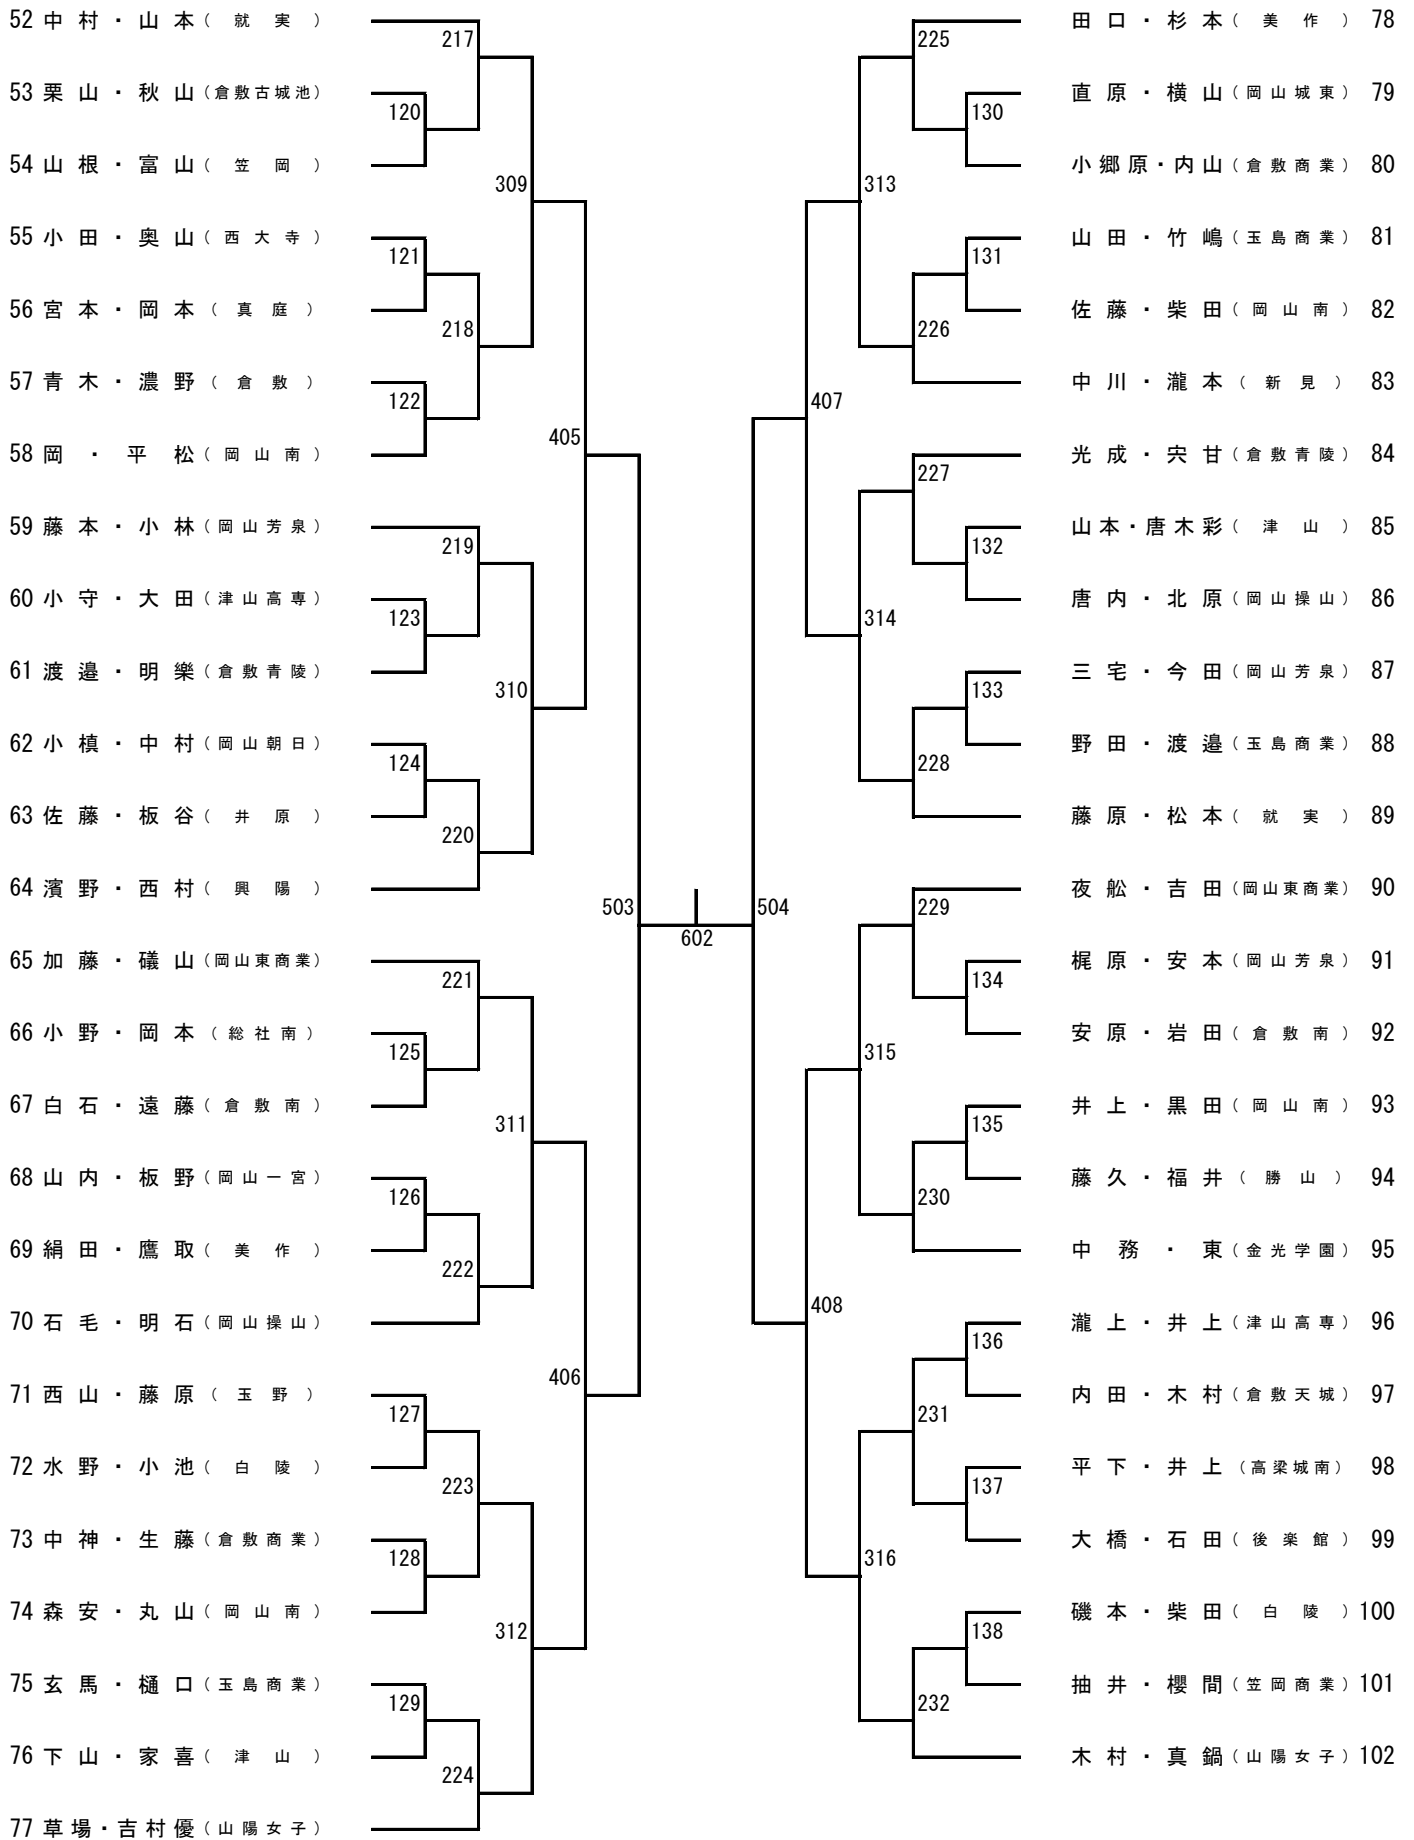 52 中村・山本（就実）
217
53 栗山・秋山（倉敷古城池）
120
54 山根・富山（笠岡）
309
55 小田・奥山（西大寺）
121
56 宮本・岡本（真庭）
218
57 青木・濃野（倉敷）
122
405
58 岡・平松（岡山南）
59 藤本・小林（岡山芳泉）
219
60 小守・大田（津山高専）
123
61 渡邉・明樂（倉敷青陵）
310
62 小槙・中村（岡山朝日）
124
63 佐藤・板谷（井原）
220
64 濱野・西村（興陽）
503
65 加藤・礒山（岡山東商業）
221
66 小野・岡本（総社南）
125
67 白石・遠藤（倉敷南）
311
68 山内・板野（岡山一宮）
126
69 絹田・鷹取（美作）
222
70 石毛・明石（岡山操山）
406
71 西山・藤原（玉野）
127
72 水野・小池（白陵）
223
73 中神・生藤（倉敷商業）
128
74 森安・丸山（岡山南）
312
75 玄馬・樋口（玉島商業）
129
76 下山・家喜（津山）
224
77 草場・吉村優（山陽女子）
602
田口・杉本（美作） 78
225
直原・横山（岡山城東） 79
130
小郷原・内山（倉敷商業） 80
313
山田・竹嶋（玉島商業） 81
131
佐藤・柴田（岡山南） 82
226
中川・瀧本（新見） 83
407
光成・宍甘（倉敷青陵） 84
227
山本・唐木彩（津山） 85
132
唐内・北原（岡山操山） 86
314
三宅・今田（岡山芳泉） 87
133
野田・渡邉（玉島商業） 88
228
藤原・松本（就実） 89
夜舩・吉田（岡山東商業） 90
504
229
梶原・安本（岡山芳泉） 91
134
安原・岩田（倉敷南） 92
315
井上・黒田（岡山南） 93
135
藤久・福井（勝山） 94
230
中務・東（金光学園） 95
408
瀧上・井上（津山高専） 96
136
内田・木村（倉敷天城） 97
231
平下・井上（高梁城南） 98
137
大橋・石田（後楽館） 99
316
磯本・柴田（白陵） 100
138
抽井・櫻間（笠岡商業） 101
232
木村・真鍋（山陽女子） 102